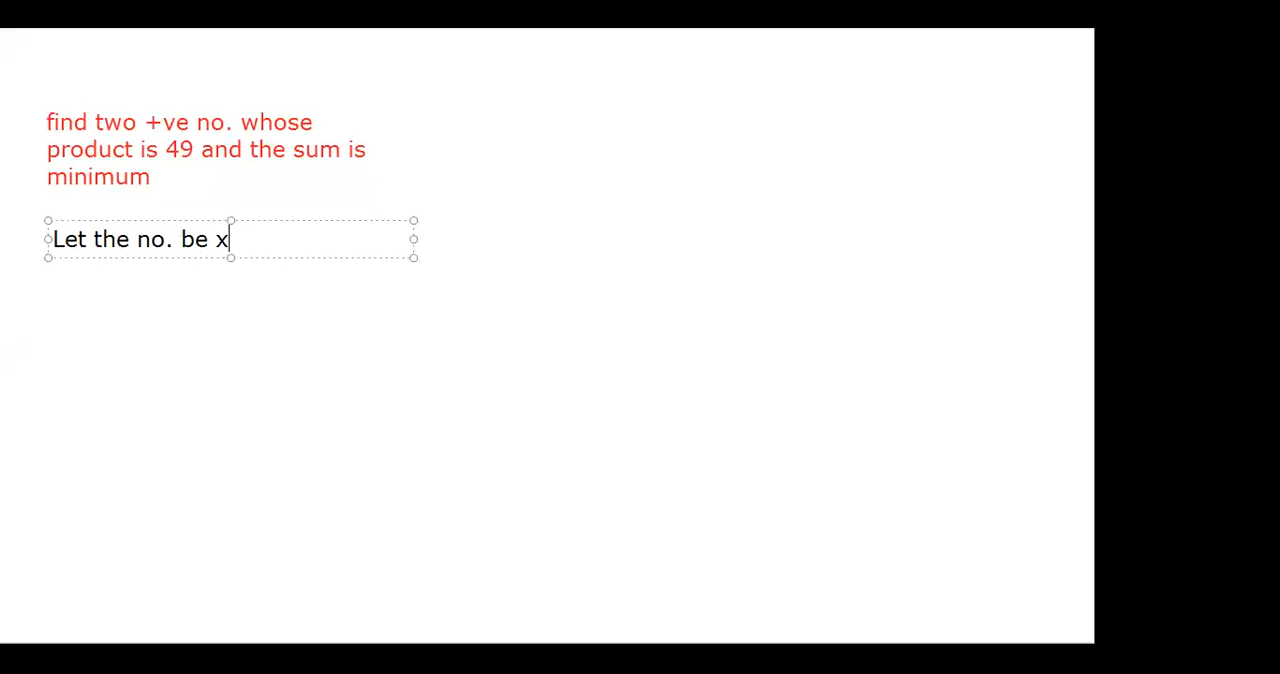 find two +ve no. whose
product is 49 and the sum is
minimum
Let the no. be x